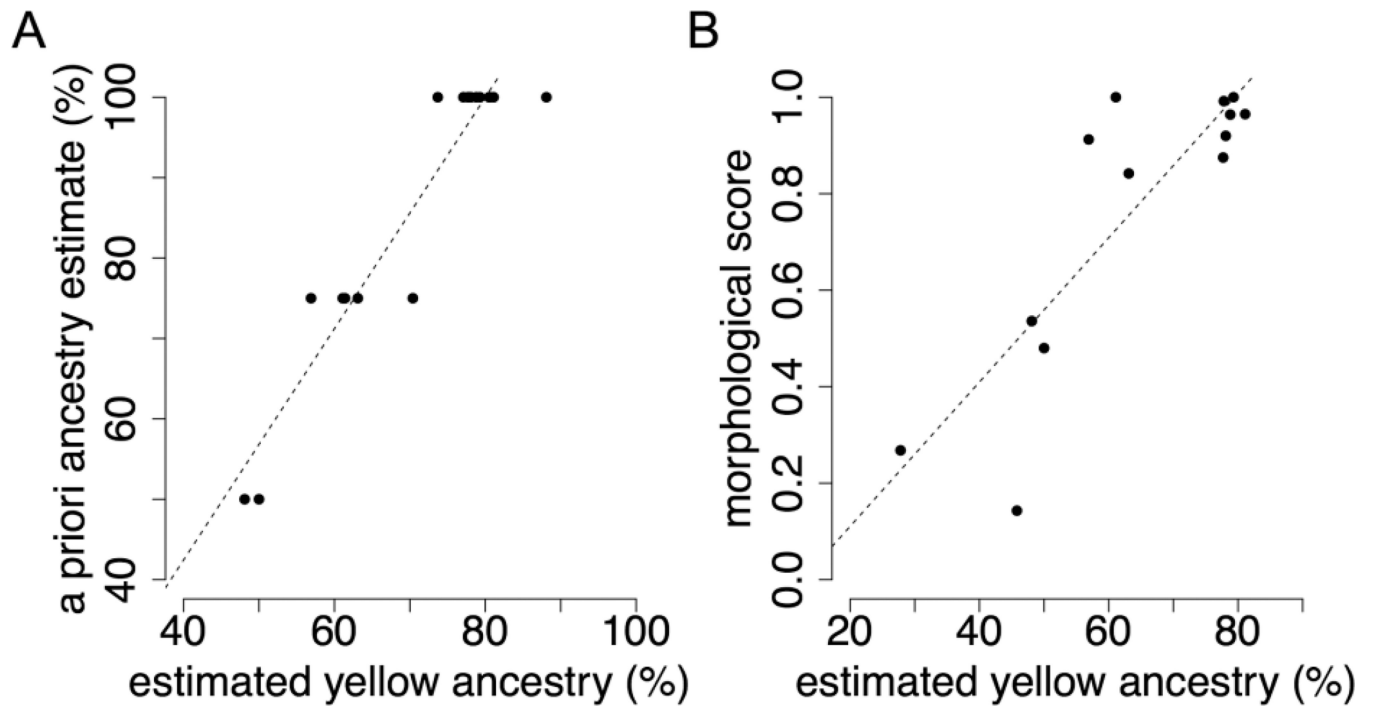 A
a priori ancestry estimate (%)
100
80
60
40
40 60 80 100
estimated yellow ancestry (%)
B
morphological score
1.0
0.8
0.6
0.4
0.2
0.0
20 40 60 80
estimated yellow ancestry (%)